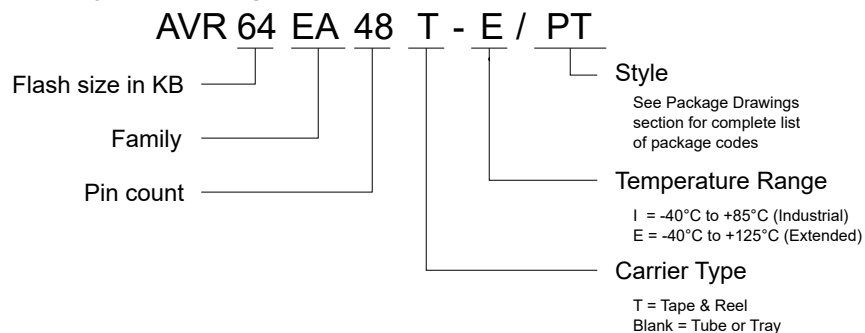 AVR 64 EA 48 T - E / PT
Flash size in KB
Family
Pin count
Style
See Package Drawings
section for complete list
of package codes
Temperature Range
I = -40°C to +85°C (Industrial)
E = -40°C to +125°C (Extended)
Carrier Type
T = Tape & Reel
Blank = Tube or Tray